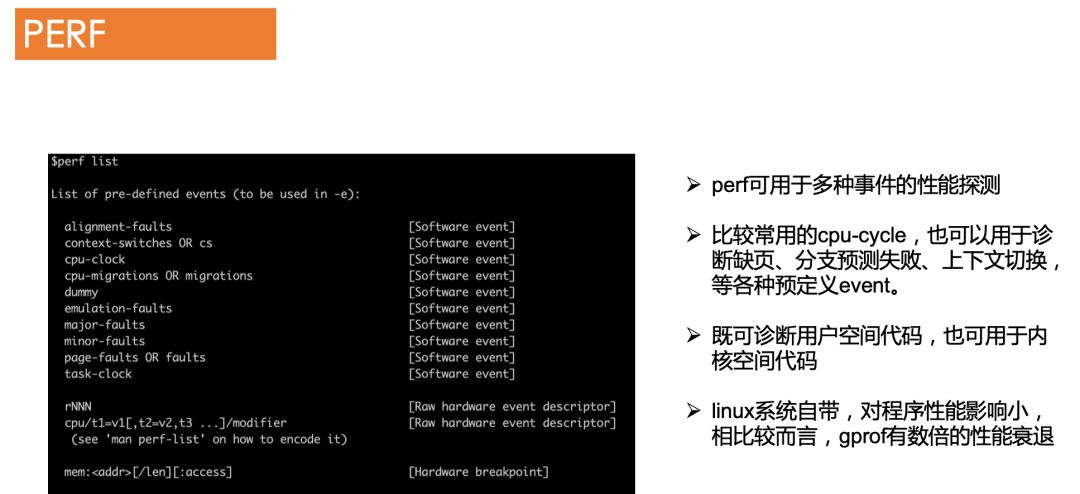 PERF
$perf list
List of pre-defined events (to be used in -e):
alignment-faults [Software event]
context-switches OR cs [Software event]
cpu-clock [Software event]
cpu-migrations OR migrations [Software event]
dummy [Software event]
emulation-faults [Software event]
major-faults [Software event]
minor-faults [Software event]
page-faults OR faults [Software event]
task-clock [Software event]
rNNN [Raw hardware event descriptor]
cpu/t1=v1[,t2=v2,t3 ...]/modifier [Raw hardware event descriptor]
(see 'man perf-list' on how to encode it)
mem:<addr>[/len][:access] [Hardware breakpoint]
➢ perf可用于多种事件的性能探测
➢ 比较常用的cpu-cycle，也可以用于诊
断缺页、分支预测失败、上下文切换，
等各种预定义event。
➢ 既可诊断用户空间代码，也可用于内
核空间代码
➢ linux系统自带，对程序性能影响小，
相比较而言，gprof有数倍的性能衰退